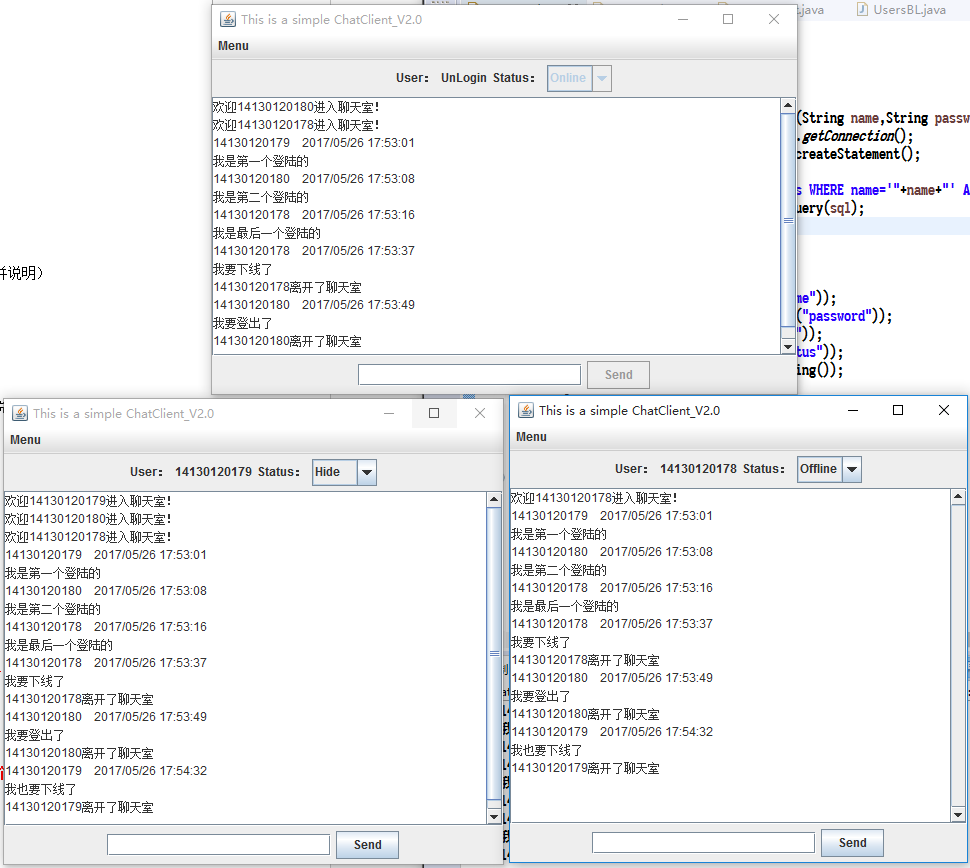 This is a simple ChatClient_V2.0
Menu
User: UnLogin Status: Online
欢迎14130120180进入聊天室!
欢迎14130120178进入聊天室!
14130120179 2017/05/26 17:53:01
我是第一个登陆的
14130120180 2017/05/26 17:53:08
我是第二个登陆的
14130120178 2017/05/26 17:53:16
我是最后一个登陆的
14130120178 2017/05/26 17:53:37
我要下线了
14130120178离开了聊天室
14130120180 2017/05/26 17:53:49
我要登出了
14130120180离开了聊天室
Send
.java
UsersBL.java
(String name,String passw
.getConnection();
createStatement();
s WHERE name='"+name+"' A
uery(sql);
me"));
("password"));
"));
tus"));
ing());
说明）
This is a simple ChatClient_V2.0
Menu
User: 14130120179 Status: Hide
欢迎14130120179进入聊天室!
欢迎14130120180进入聊天室!
欢迎14130120178进入聊天室!
14130120179 2017/05/26 17:53:01
我是第一个登陆的
14130120180 2017/05/26 17:53:08
我是第二个登陆的
14130120178 2017/05/26 17:53:16
我是最后一个登陆的
14130120178 2017/05/26 17:53:37
我要下线了
14130120178离开了聊天室
14130120180 2017/05/26 17:53:49
我要登出了
14130120180离开了聊天室
14130120179 2017/05/26 17:54:32
我也要下线了
14130120179离开了聊天室
Send
This is a simple ChatClient_V2.0
Menu
User: 14130120178 Status: Offline
欢迎14130120178进入聊天室!
14130120179 2017/05/26 17:53:01
我是第一个登陆的
14130120180 2017/05/26 17:53:08
我是第二个登陆的
14130120178 2017/05/26 17:53:16
我是最后一个登陆的
14130120178 2017/05/26 17:53:37
我要下线了
14130120178离开了聊天室
14130120180 2017/05/26 17:53:49
我要登出了
14130120180离开了聊天室
14130120179 2017/05/26 17:54:32
我也要下线了
14130120179离开了聊天室
Send